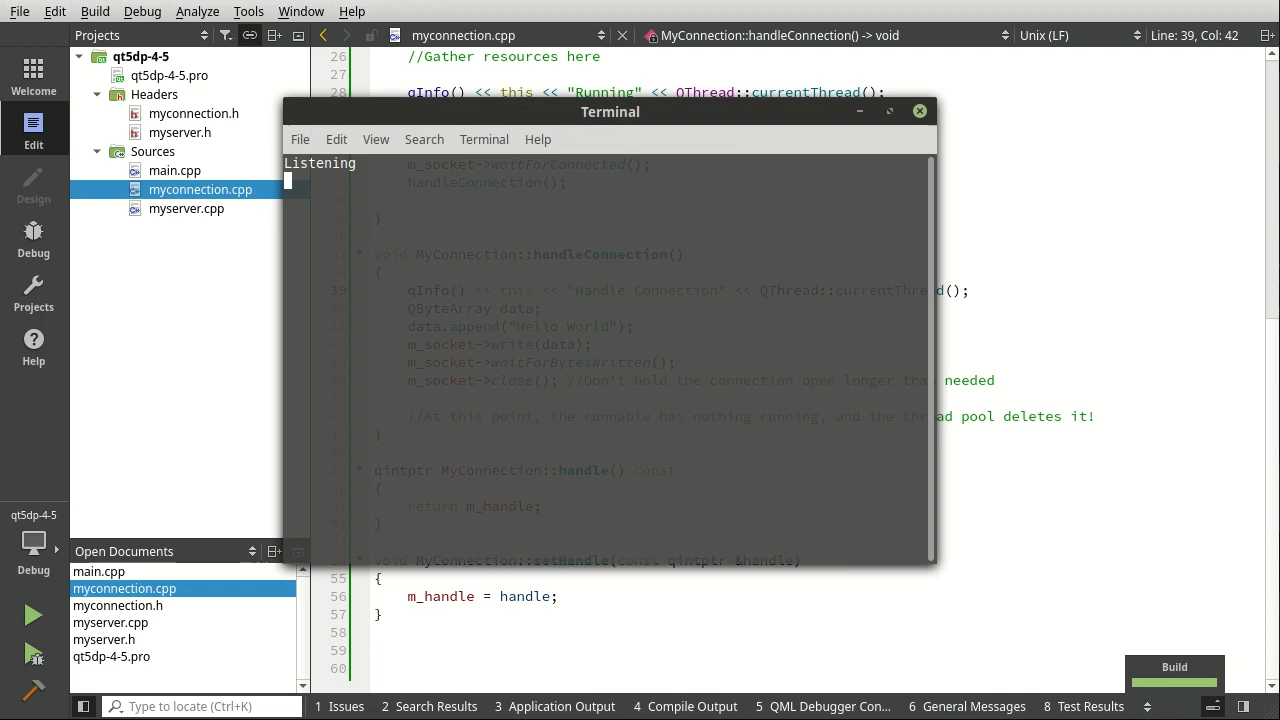 File Edit Build Debug Analyze Tools Window Help
Projects
myconnection.cpp
MyConnection::handleConnection() -> void
Unix (LF)
Line: 39, Col: 42
Welcome
Edit
Design
Debug
Projects
Help
qt5dp-4-5
Debug
qt5dp-4-5
qt5dp-4-5.pro
Headers
myconnection.h
myserver.h
Sources
main.cpp
myconnection.cpp
myserver.cpp
Open Documents
main.cpp
myconnection.cpp
myconnection.h
myserver.cpp
myserver.h
qt5dp-4-5.pro
26 //Gather resources here
27
28 qInfo() << this << "Running" << QThread::currentThread();
Terminal
File Edit View Search Terminal Help
Listening
m_socket->waitForConnected();
handleConnection();
}
void MyConnection::handleConnection()
{
39 qInfo() << this << "Handle Connection" << QThread::currentThread();
QByteArray data;
data.append("Hello World");
m_socket->write(data);
m_socket->waitForBytesWritten();
m_socket->close(); //Don't hold the connection open longer than needed
//At this point, the runnable has nothing running, and the thread pool deletes it!
}
qintptr MyConnection::handle() const
{
return m_handle;
}
void MyConnection::setHandle(const qintptr &handle)
55 {
56 m_handle = handle;
57 }
58
59
60
Build
Type to locate (Ctrl+K)
1 Issues 2 Search Results 3 Application Output 4 Compile Output 5 QML Debugger Con... 6 General Messages 8 Test Results